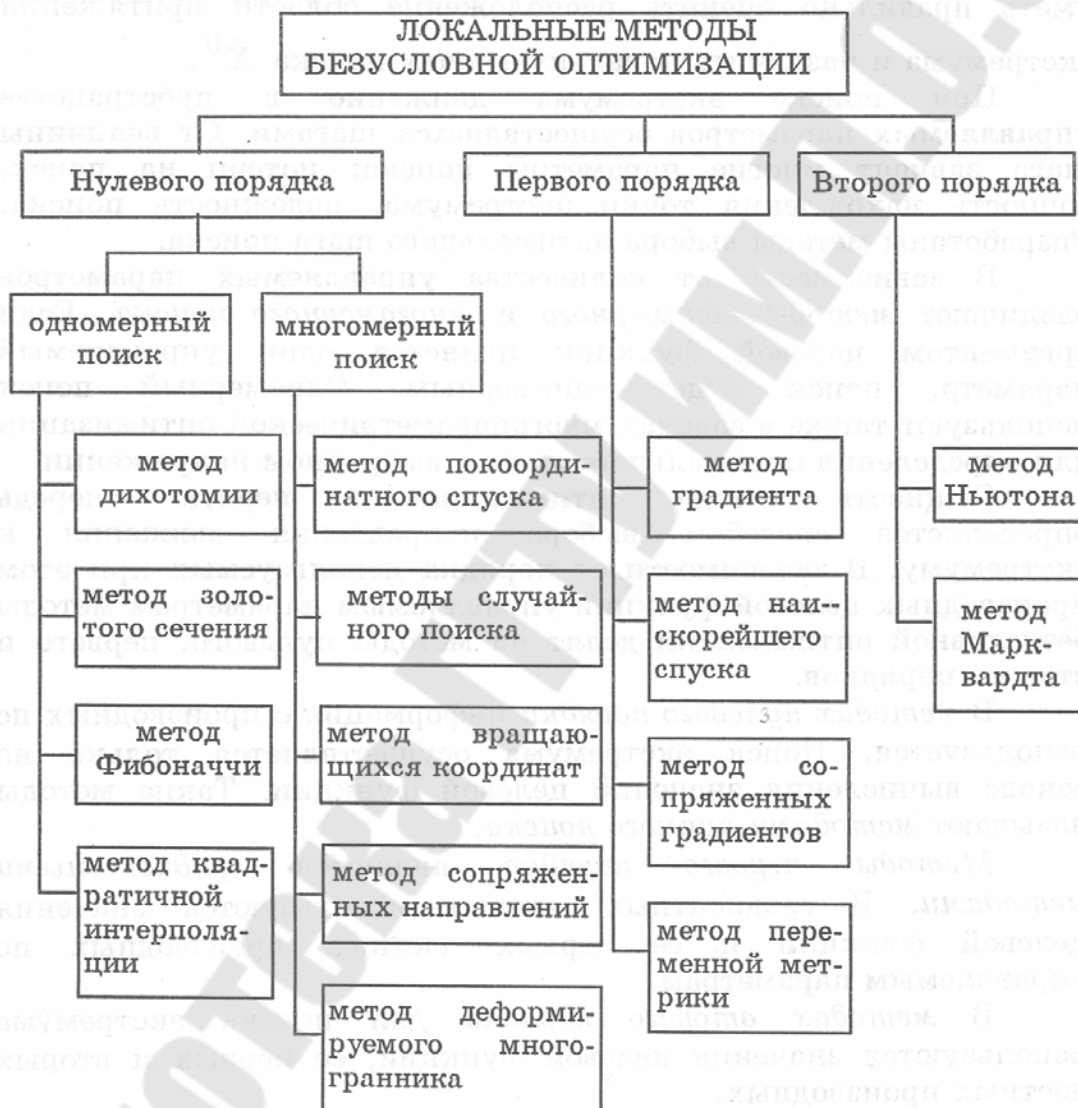 ЛОКАЛЬНЫЕ МЕТОДЫ
БЕЗУСЛОВНОЙ ОПТИМИЗАЦИИ
Нулевого порядка
Первого порядка
Второго порядка
одномерный
поиск
многомерный
поиск
метод
дихотомии
метод золо-
того сечения
метод
Фибоначчи
метод квад-
ратичной
интерполя-
ции
метод покоорди-
натного спуска
методы случай-
ного поиска
метод вращаю-
щихся координат
метод сопряжен-
ных направлений
метод деформи-
руемого много-
гранника
метод
градиента
метод наи--
скорейшего
спуска
3
метод со-
пряженных
градиентов
метод пере-
менной мет-
рики
метод
Ньютона
метод
Марк-
вардта